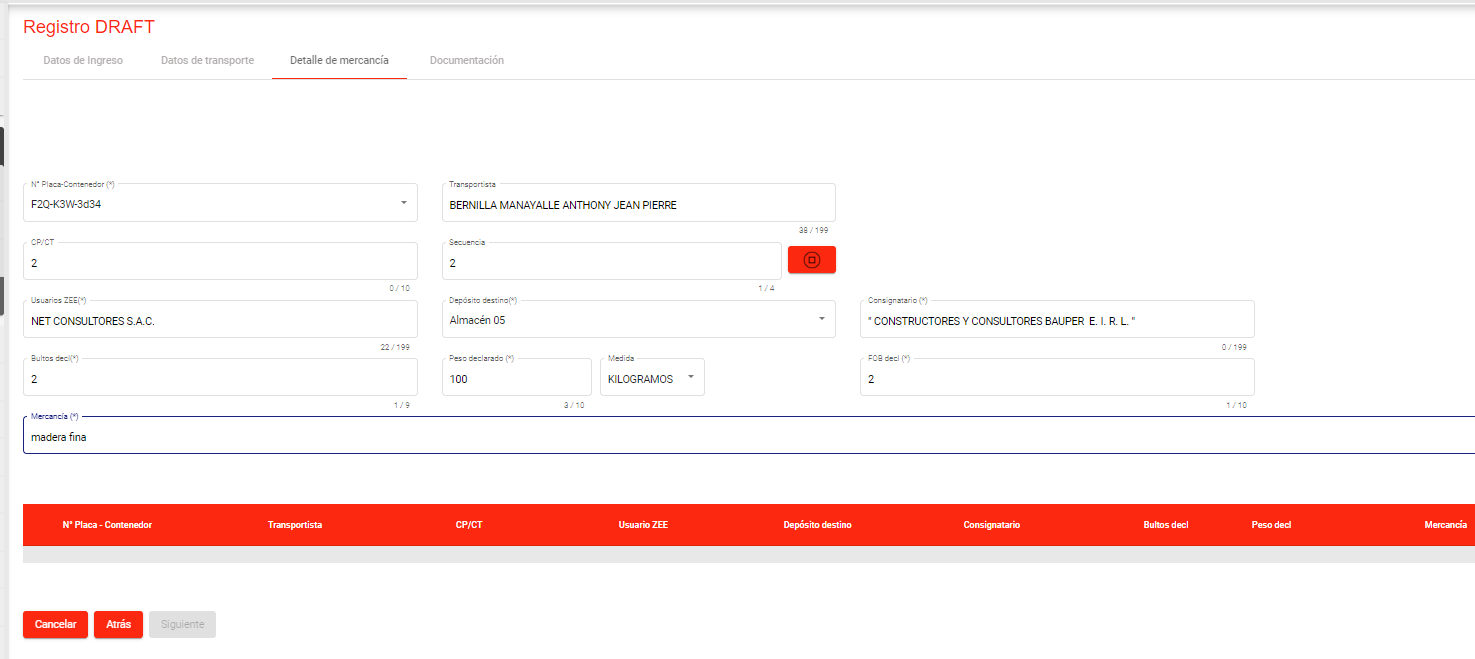 Registro DRAFT
Datos de Ingreso Datos de transporte Detalle de mercancía Documentación
N° Placa-Contenedor (*) Transportista
F2Q-K3W-3d34 BERNILLA MANAYALLE ANTHONY JEAN PIERRE
38 / 199
CP/CT Secuencia
2 2
0 / 10 1 / 4
Usuarios ZEE(*) Depósito destino(*) Consignatario (*)
NET CONSULTORES S.A.C. Almacén 05 " CONSTRUCTORES Y CONSULTORES BAUPER E. I. R. L. "
22 / 199 0 / 199
Bultos decl(*) Peso declarado (*) Medida FOB decl (*)
2 100 KILOGRAMOS 2
1 / 9 3 / 10 1 / 10
Mercancía (*)
madera fina
N° Placa - Contenedor Transportista CP/CT Usuario ZEE Depósito destino Consignatario Bultos decl Peso decl Mercancía
Cancelar Atrás Siguiente